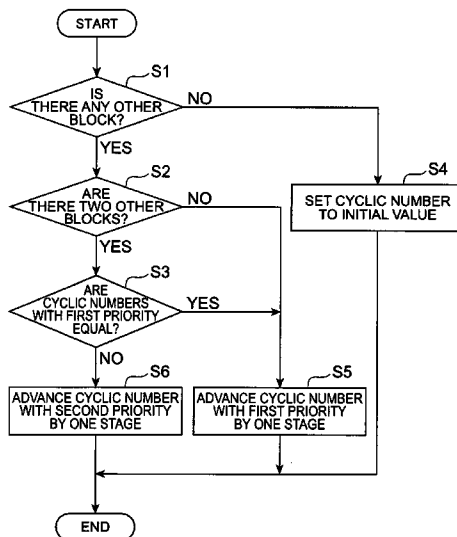 START
S1
IS
THERE ANY OTHER
BLOCK?
NO
YES
S2
ARE
THERE TWO OTHER
BLOCKS?
NO
YES
S4
SET CYCLIC NUMBER
TO INITIAL VALUE
S3
ARE
CYCLIC NUMBERS
WITH FIRST PRIORITY
EQUAL?
YES
NO
S6
ADVANCE CYCLIC NUMBER
WITH SECOND PRIORITY
BY ONE STAGE
S5
ADVANCE CYCLIC NUMBER
WITH FIRST PRIORITY
BY ONE STAGE
END